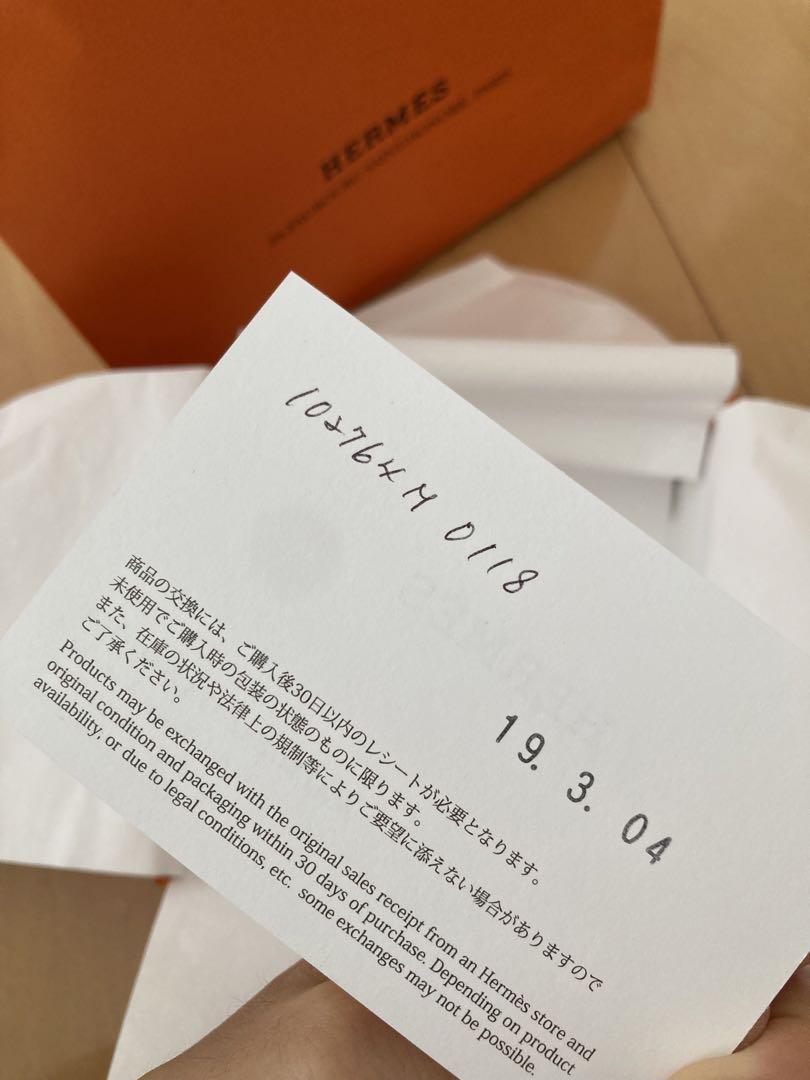 HERMES
102764M 0118
19. 3. 04
商品の交換には、ご購入後30日以内のレシートが必要となります。
未使用でご購入時の包装の状態のものに限ります。
また、在庫の状況や法律上の規制等によりご要望に添えない場合がありますので
ご了承ください。
Products may be exchanged with the original sales receipt from an Hermès store and
original condition and packaging within 30 days of purchase. Depending on product
availability, or due to legal conditions, etc. some exchanges may not be possible.